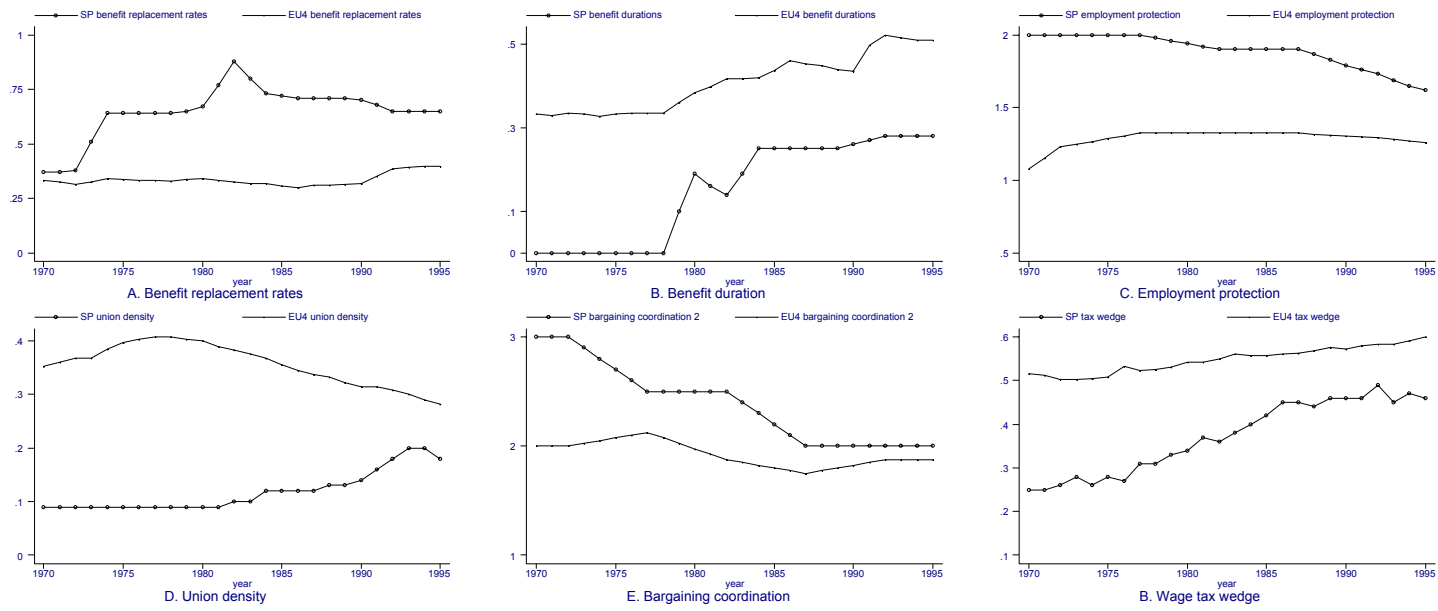 SP benefit replacement rates EU4 benefit replacement rates
1
.75
.5
.25
0
1970 1975 1980 1985 1990 1995
year
A. Benefit replacement rates
SP benefit durations EU4 benefit durations
.5
.3
.1
0
1970 1975 1980 1985 1990 1995
year
B. Benefit duration
SP employment protection EU4 employment protection
2
1.5
1
.5
1970 1975 1980 1985 1990 1995
year
C. Employment protection
SP union density EU4 union density
.4
.3
.2
.1
0
1970 1975 1980 1985 1990 1995
year
D. Union density
SP bargaining coordination 2 EU4 bargaining coordination 2
3
2
1
1970 1975 1980 1985 1990 1995
year
E. Bargaining coordination
SP tax wedge EU4 tax wedge
.6
.5
.4
.3
.2
.1
1970 1975 1980 1985 1990 1995
year
B. Wage tax wedge